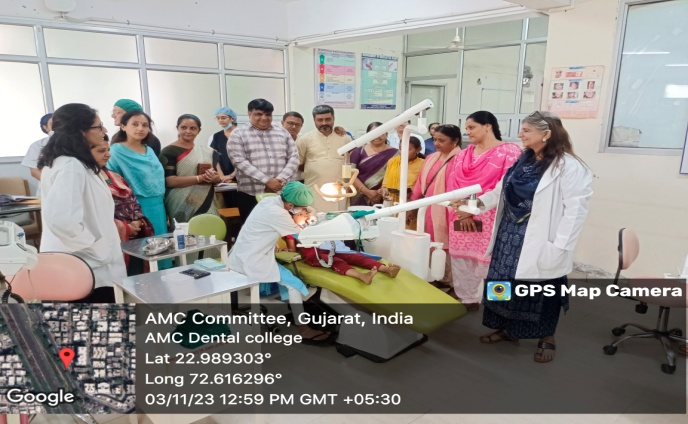 GPS Map Camera
AMC Committee, Gujarat, India
AMC Dental college
Lat 22.989303°
Long 72.616296°
03/11/23 12:59 PM GMT +05:30
Google